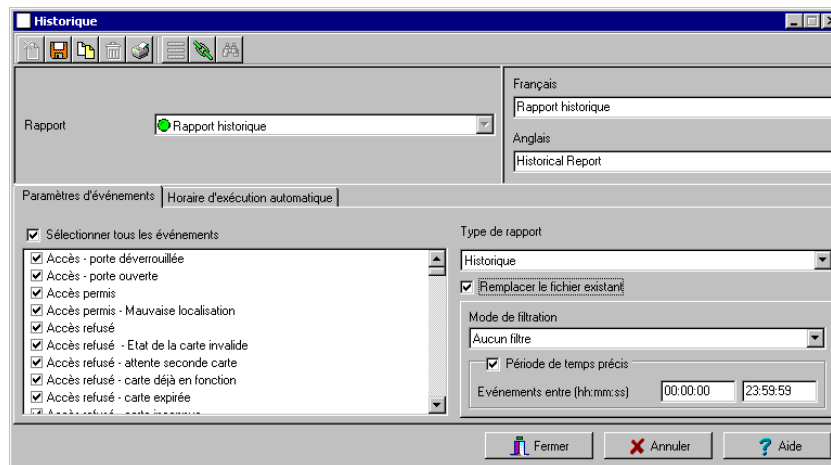 Historique
Français
Rapport historique
Rapport
Rapport historique
Anglais
Historical Report
Paramètres d'événements
Horaire d'exécution automatique
Sélectionner tous les événements
Accès - porte déverrouillée
Accès - porte ouverte
Accès permis
Accès permis - Mauvaise localisation
Accès refusé
Accès refusé - Etat de la carte invalide
Accès refusé - attente seconde carte
Accès refusé - carte déjà en fonction
Accès refusé - carte expirée
Type de rapport
Historique
Remplacer le fichier existant
Mode de filtration
Aucun filtre
Période de temps précis
Evénements entre (hh:mm:ss) 00:00:00 23:59:59
Fermer
Annuler
? Aide